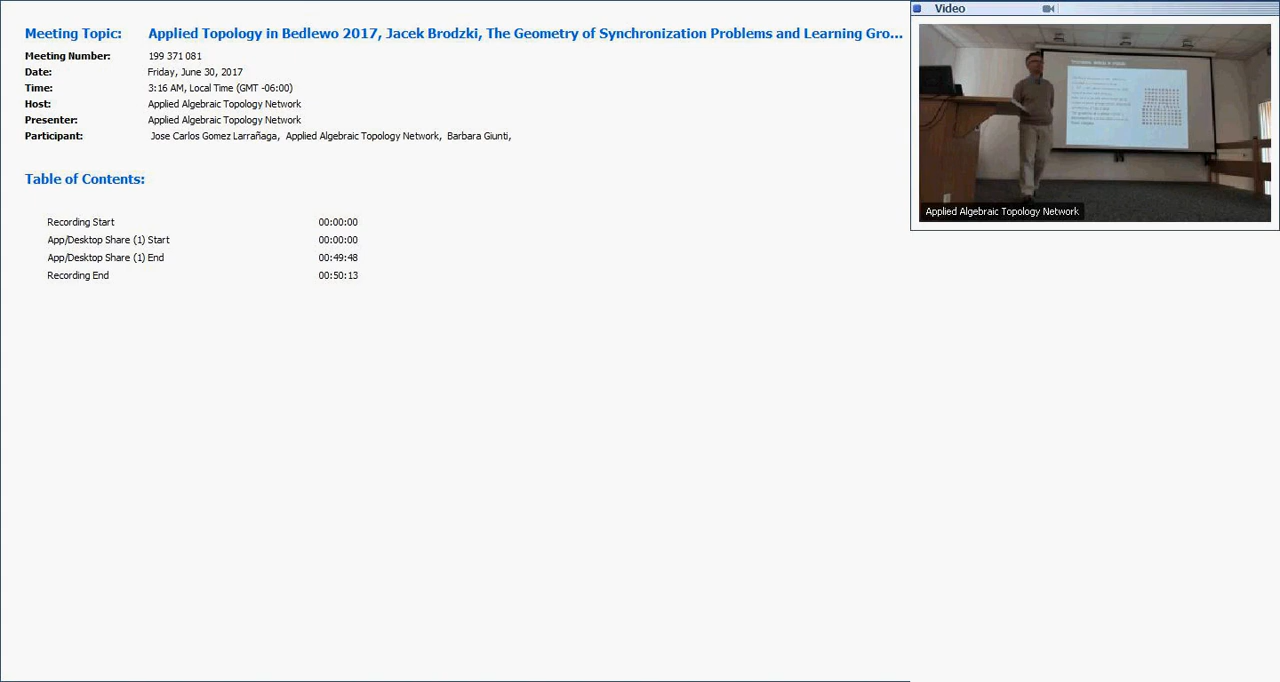 Meeting Topic: Applied Topology in Bedlewo 2017, Jacek Brodzki, The Geometry of Synchronization Problems and Learning Gro...
Meeting Number: 199 371 081
Date: Friday, June 30, 2017
Time: 3:16 AM, Local Time (GMT -06:00)
Host: Applied Algebraic Topology Network
Presenter: Applied Algebraic Topology Network
Participant: Jose Carlos Gomez Larrañaga, Applied Algebraic Topology Network, Barbara Giunti,
Table of Contents:
Recording Start 00:00:00
App/Desktop Share (1) Start 00:00:00
App/Desktop Share (1) End 00:49:48
Recording End 00:50:13
Video
Applied Algebraic Topology Network